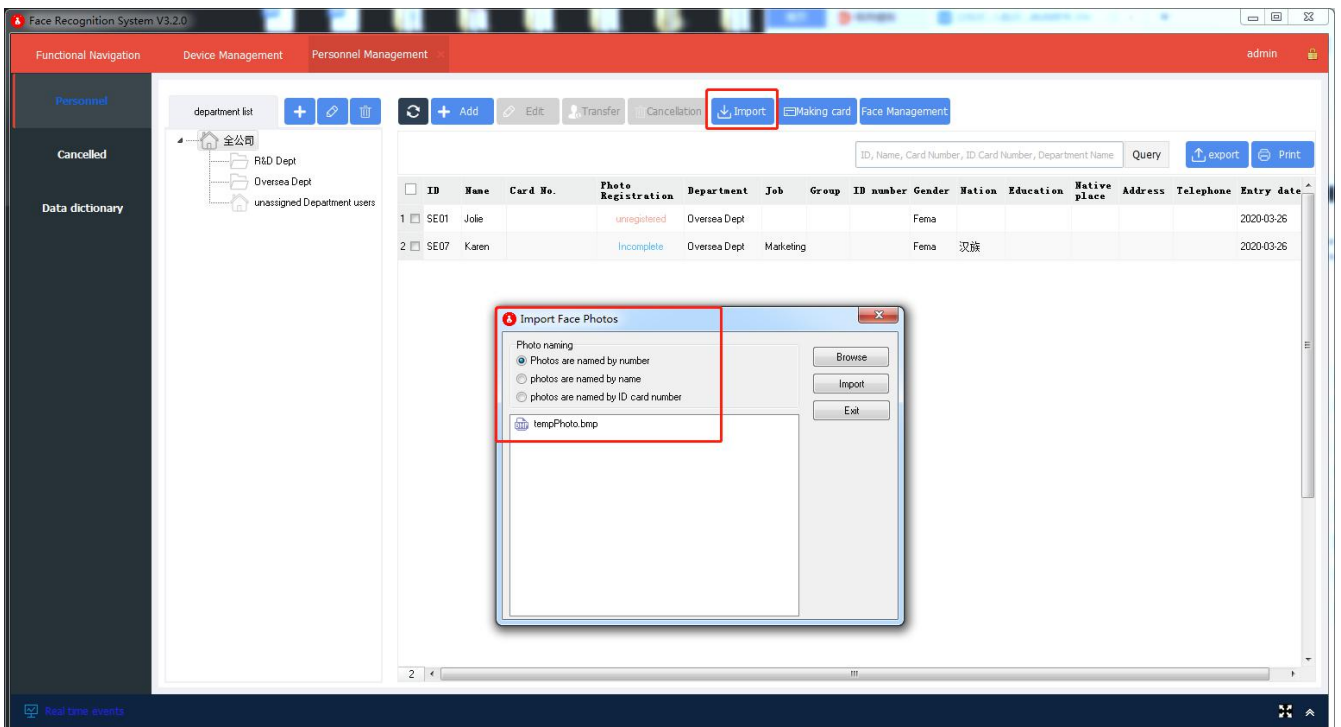 Face Recognition System V3.2.0
Functional Navigation
Device Management
Personnel Management ×
admin
Personnel
Cancelled
Data dictionary
department list
全公司
R&D Dept
Oversea Dept
unassigned Department users
+ Add
Edit
Transfer
Cancellation
Import
Making card
Face Management
ID, Name, Card Number, ID Card Number, Department Name
Query
export
Print
ID Name Card No. Photo Registration Department Job Group ID number Gender Nation Education Native place Address Telephone Entry date
1 SE01 Jolie unregistered Oversea Dept Fema 2020-03-26
2 SE07 Karen Incomplete Oversea Dept Marketing Fema 汉族 2020-03-26
Import Face Photos
Photo naming
Photos are named by number
photos are named by name
photos are named by ID card number
tempPhoto.bmp
Browse
Import
Exit
2
Real time events